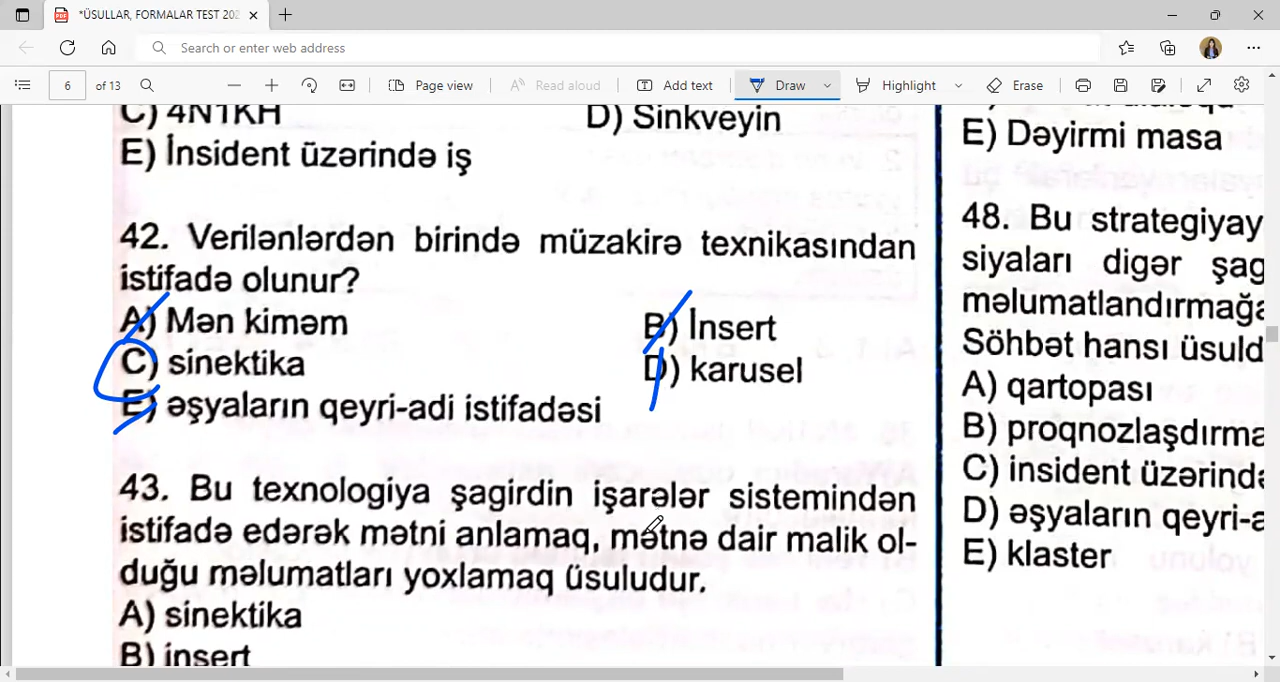 *ÜSULLAR, FORMALAR TEST 202
Search or enter web address
6 of 13
Page view
Read aloud
Add text
Draw
Highlight
Erase
C) 4N1KH
D) Sinkveyin
E) İnsident üzərində iş
42. Verilənlərdən birində müzakirə texnikasından
istifadə olunur?
A) Mən kiməm
B) İnsert
C) sinektika
D) karusel
E) əşyaların qeyri-adi istifadəsi
43. Bu texnologiya şagirdin işarələr sistemindən
istifadə edərək mətni anlamaq, mətnə dair malik ol-
duğu məlumatları yoxlamaq üsuludur.
A) sinektika
B) insert
E) Dəyirmi masa
48. Bu strategiyay
siyaları digər şag
məlumatlandırmağa
Söhbət hansı üsuld
A) qartopası
B) proqnozlaşdırma
C) insident üzərində
D) əşyaların qeyri-a
E) klaster